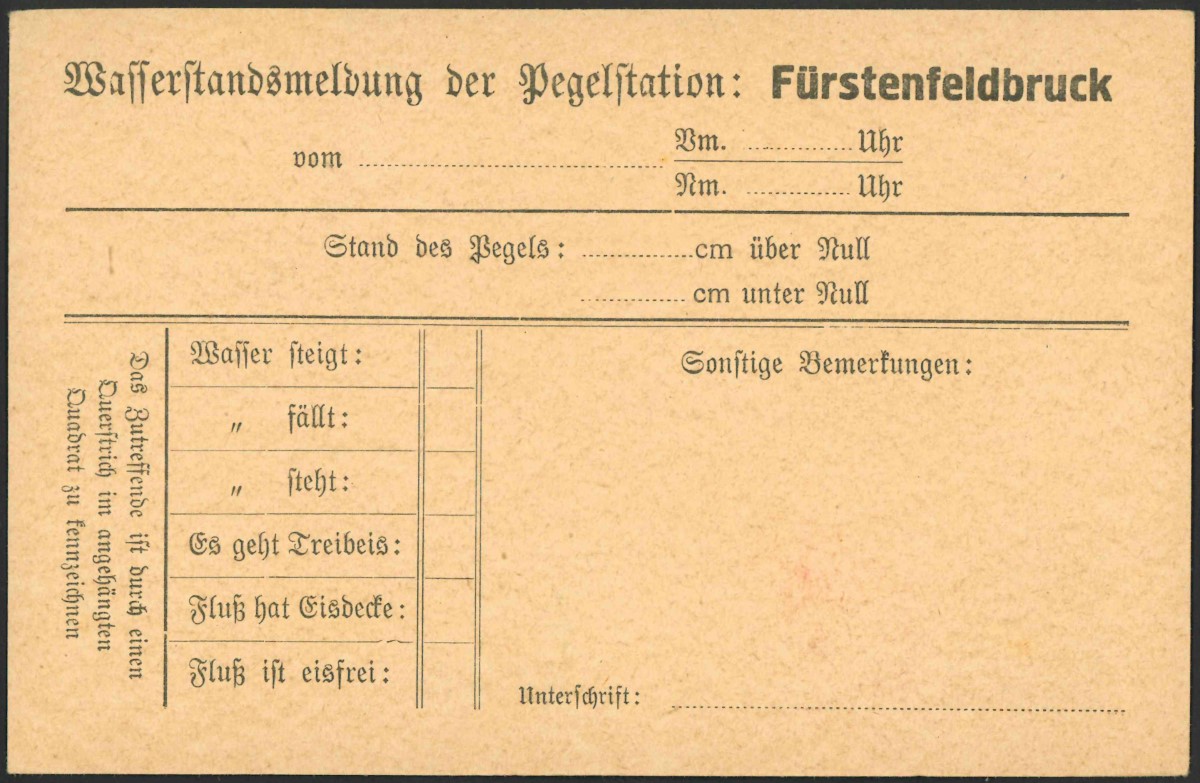 Wasserstandsmeldung der Pegelstation: Fürstenfeldbruck
vom ........ Vm. ........ Uhr
Nm. ........ Uhr
Stand des Pegels: ........ cm über Null
........ cm unter Null
Das Zutreffende ist durch einen
Querstrich im angehängten
Quadrat zu kennzeichnen
Wasser steigt:
„ fällt:
„ steht:
Es geht Treibeis:
Fluß hat Eisdecke:
Fluß ist eisfrei:
Sonstige Bemerkungen:
Unterschrift: ........